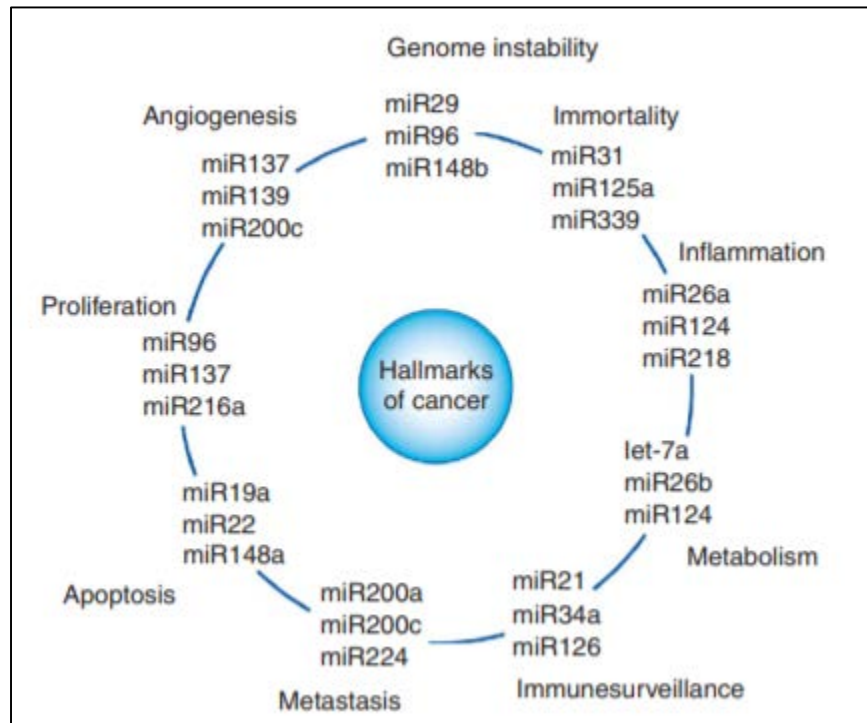 Genome instability
miR29
miR96
miR148b
Immortality
miR31
miR125a
miR339
Inflammation
miR26a
miR124
miR218
let-7a
miR26b
miR124
Metabolism
miR21
miR34a
miR126
Immunesurveillance
miR200a
miR200c
miR224
Metastasis
miR19a
miR22
miR148a
Apoptosis
Proliferation
miR96
miR137
miR216a
Angiogenesis
miR137
miR139
miR200c
Hallmarks
of cancer